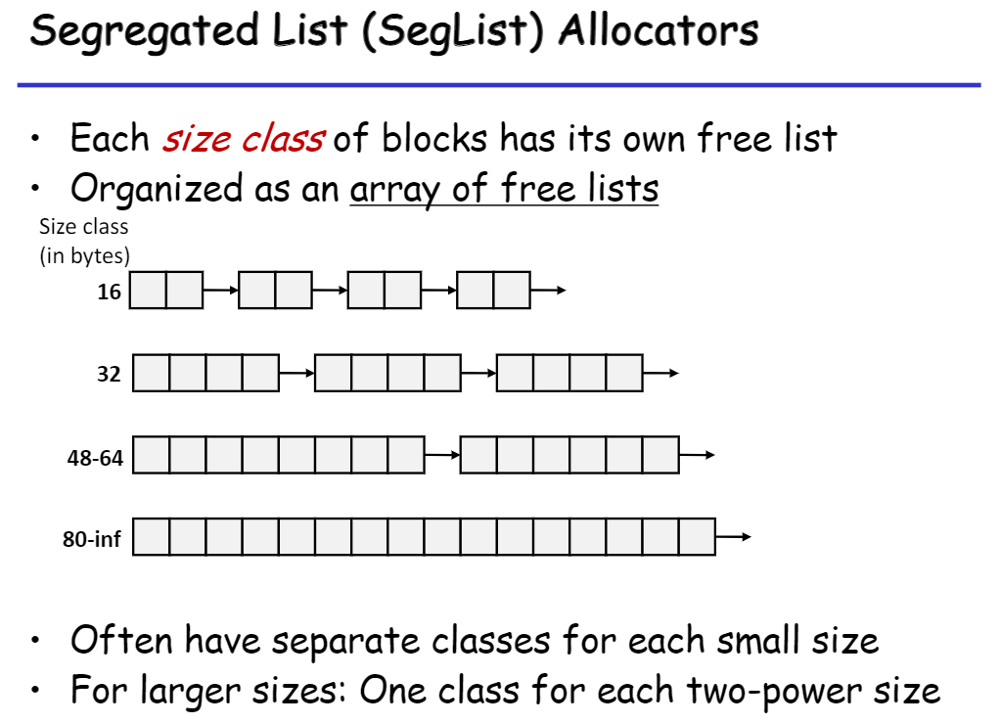 Segregated List (SegList) Allocators
• Each size class of blocks has its own free list
• Organized as an array of free lists
Size class
(in bytes)
16
32
48-64
80-inf
• Often have separate classes for each small size
• For larger sizes: One class for each two-power size